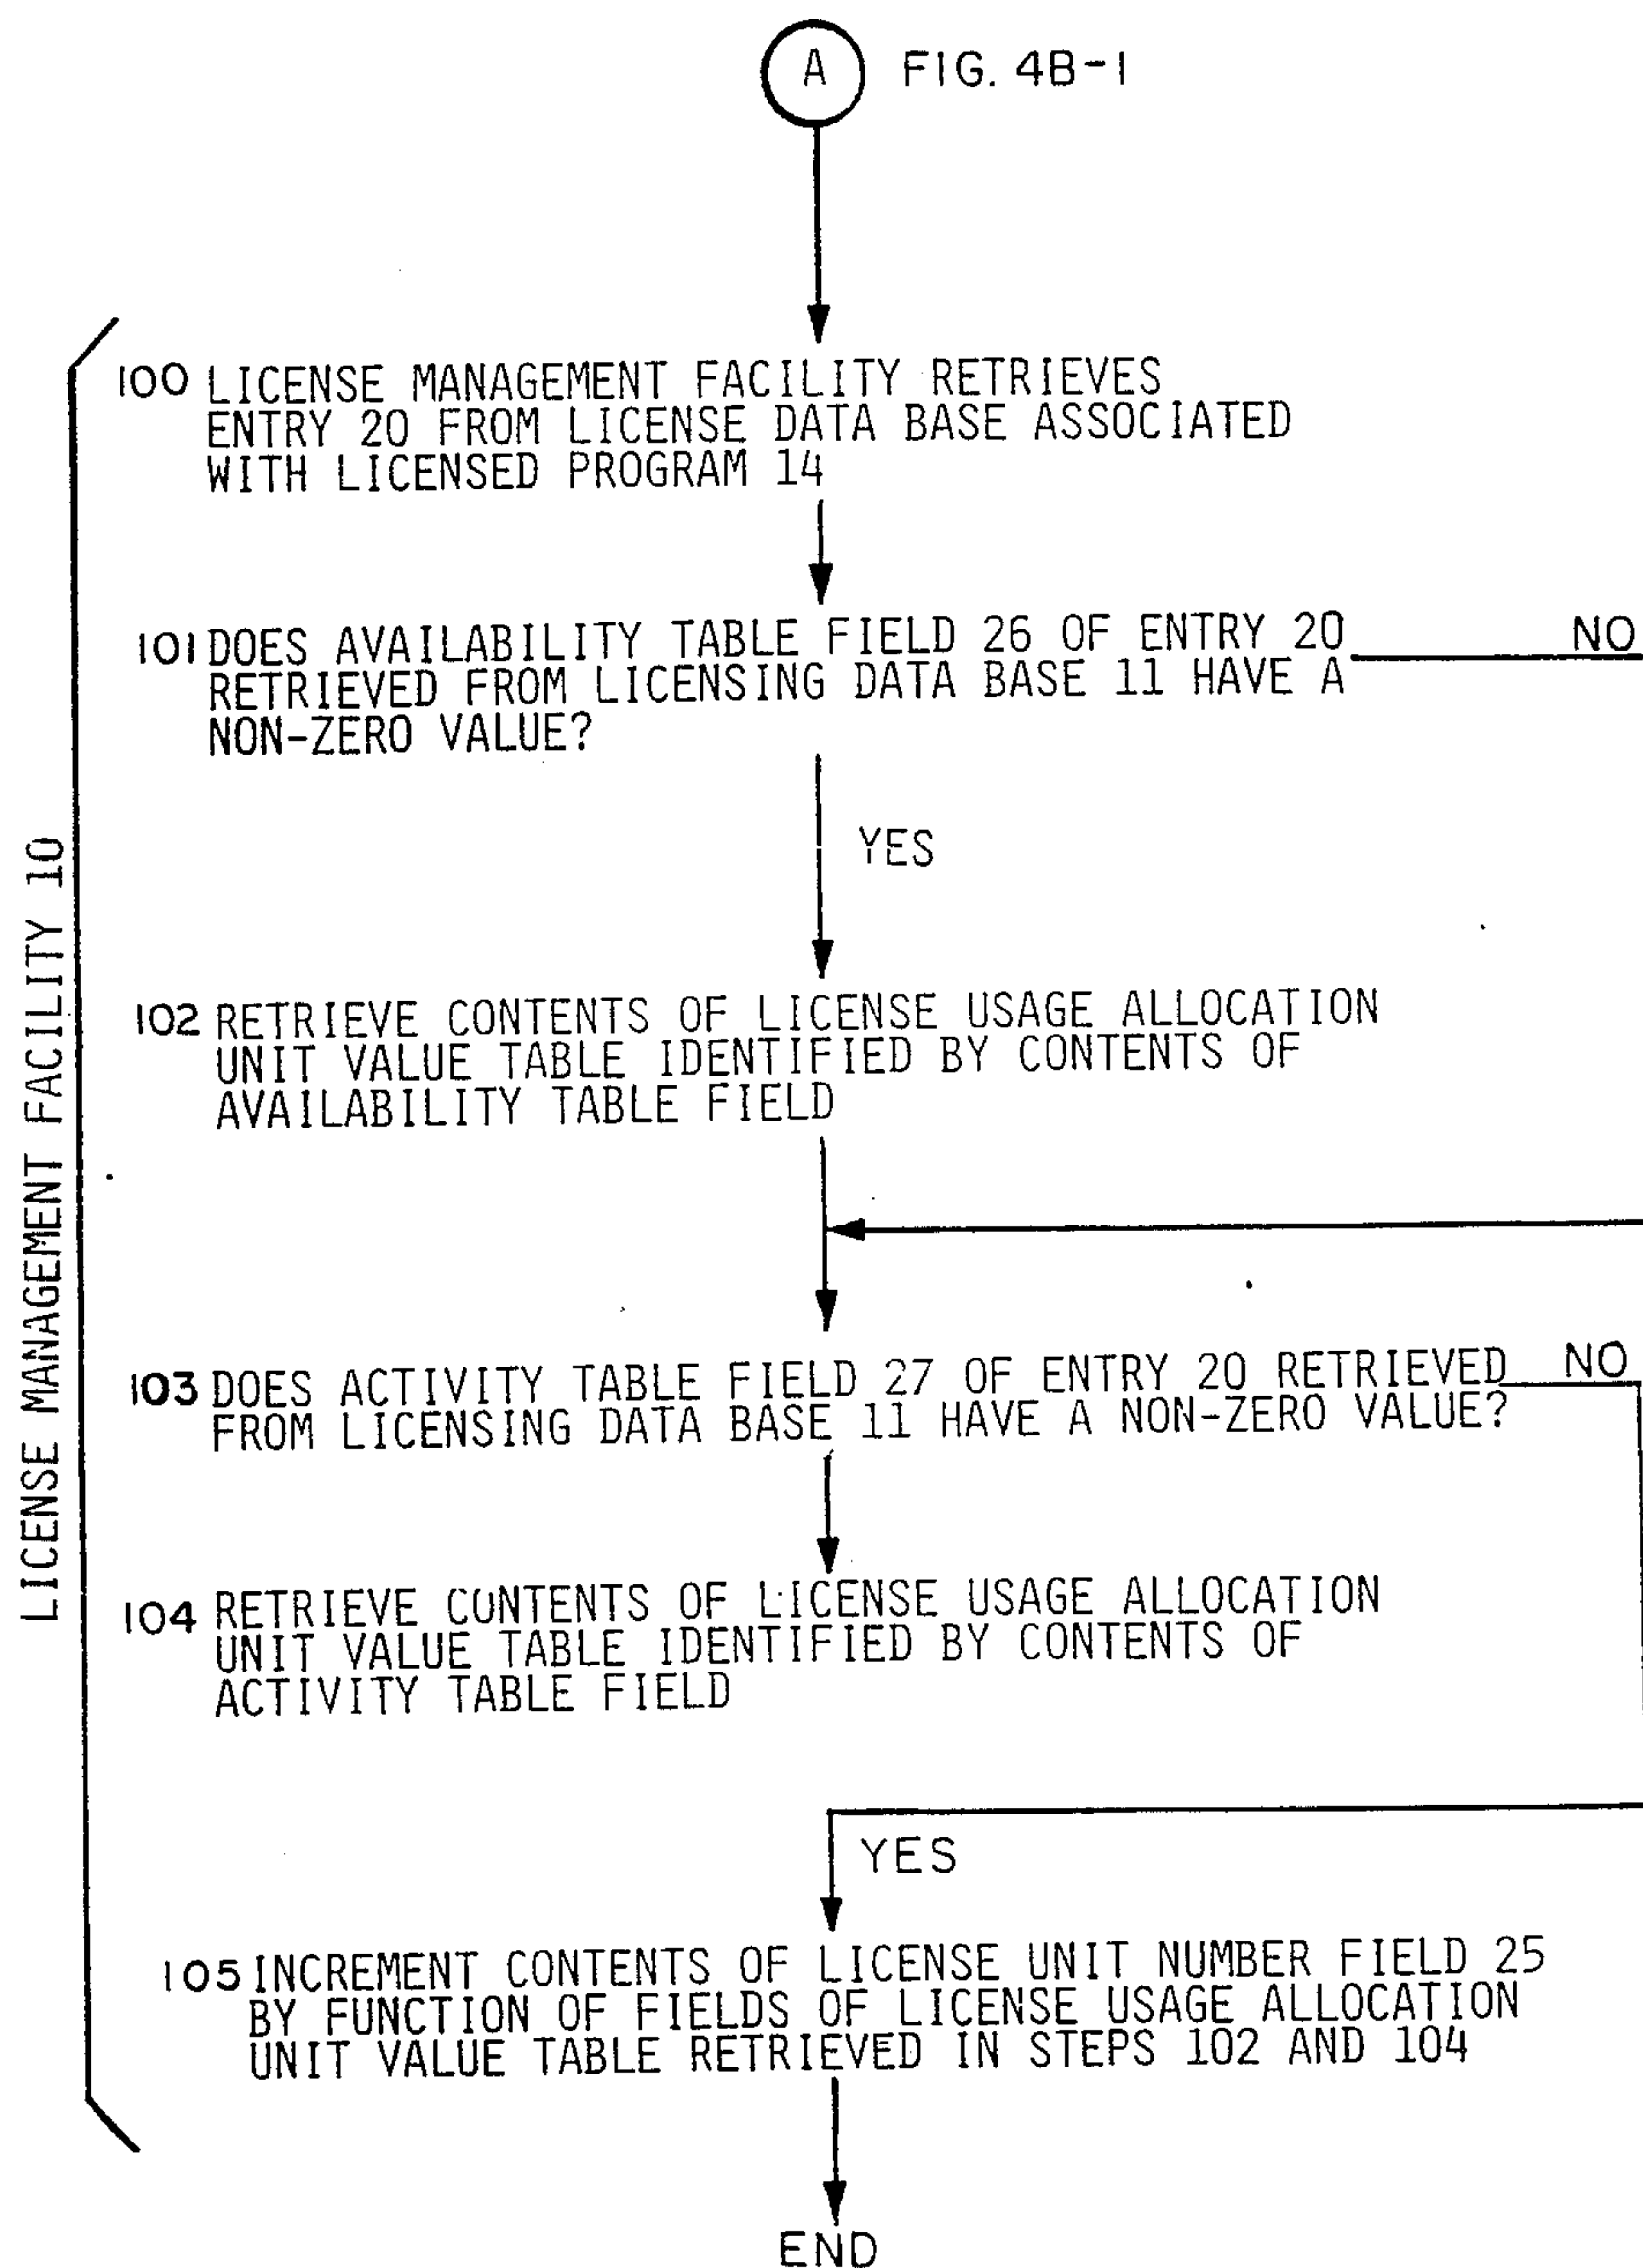 A FIG. 4B-1
100 LICENSE MANAGEMENT FACILITY RETRIEVES
ENTRY 20 FROM LICENSE DATA BASE ASSOCIATED
WITH LICENSED PROGRAM 14
101 DOES AVAILABILITY TABLE FIELD 26 OF ENTRY 20 NO
RETRIEVED FROM LICENSING DATA BASE 11 HAVE A
NON-ZERO VALUE?
YES
102 RETRIEVE CONTENTS OF LICENSE USAGE ALLOCATION
UNIT VALUE TABLE IDENTIFIED BY CONTENTS OF
AVAILABILITY TABLE FIELD
103 DOES ACTIVITY TABLE FIELD 27 OF ENTRY 20 RETRIEVED NO
FROM LICENSING DATA BASE 11 HAVE A NON-ZERO VALUE?
104 RETRIEVE CONTENTS OF LICENSE USAGE ALLOCATION
UNIT VALUE TABLE IDENTIFIED BY CONTENTS OF
ACTIVITY TABLE FIELD
YES
105 INCREMENT CONTENTS OF LICENSE UNIT NUMBER FIELD 25
BY FUNCTION OF FIELDS OF LICENSE USAGE ALLOCATION
UNIT VALUE TABLE RETRIEVED IN STEPS 102 AND 104
END
LICENSE MANAGEMENT FACILITY 10